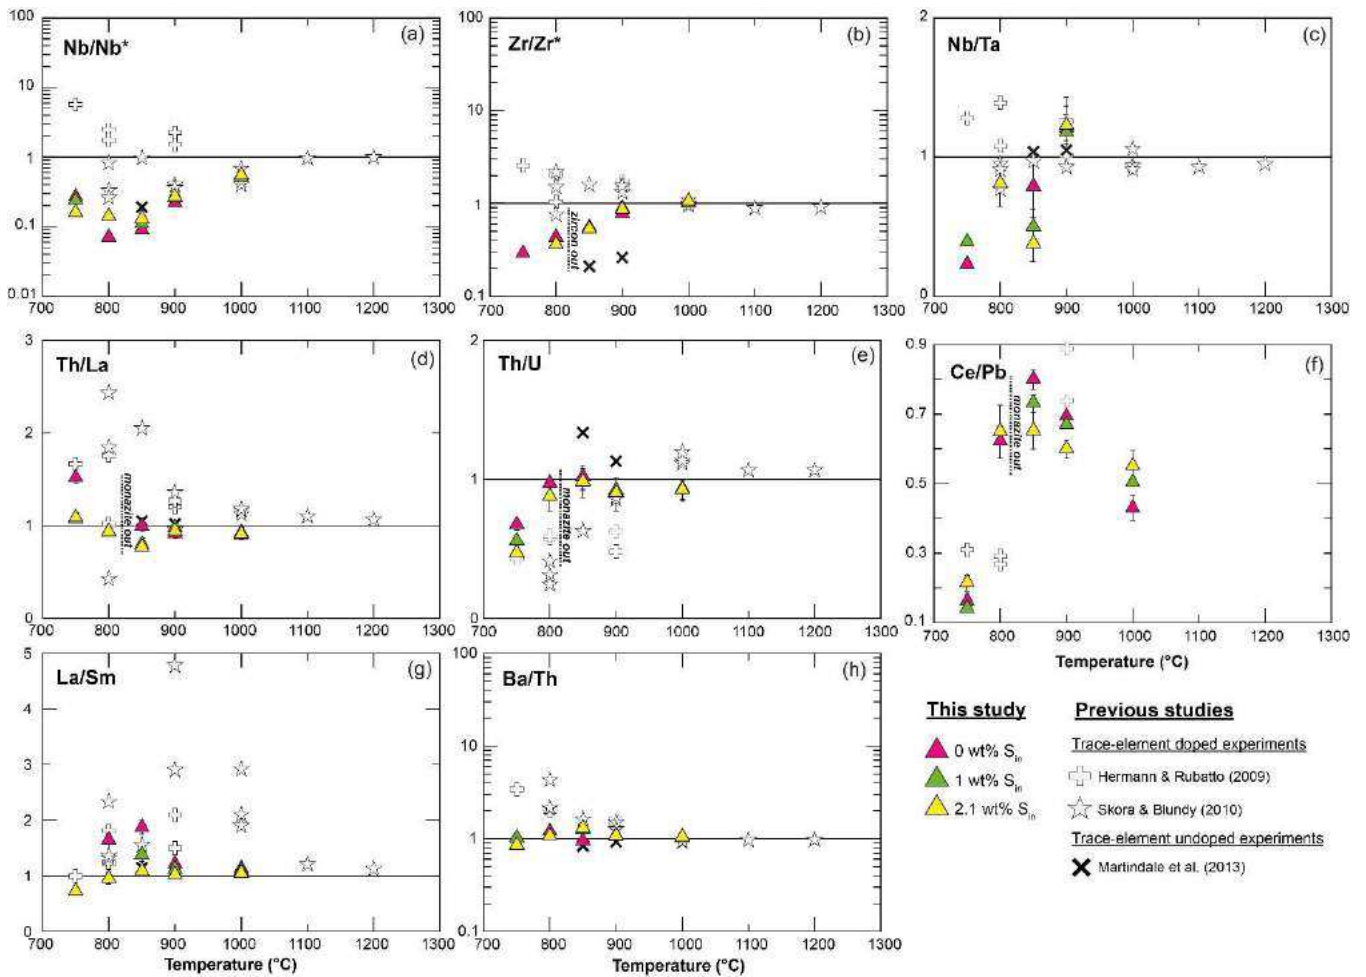 100
Nb/Nb*
(a)
10
1
0.1
0.01
700 800 900 1000 1100 1200 1300
100
Zr/Zr*
(b)
10
1
zircon out
0.1
700 800 900 1000 1100 1200 1300
2
Nb/Ta
(c)
1
0
700 800 900 1000 1100 1200 1300
3
Th/La
(d)
2
1
monazite out
0
700 800 900 1000 1100 1200 1300
2
Th/U
(e)
1
monazite out
0
700 800 900 1000 1100 1200 1300
0.9
Ce/Pb
(f)
0.7
monazite out
0.5
0.3
0.1
700 800 900 1000 1100 1200 1300
Temperature (°C)
5
La/Sm
(g)
4
3
2
1
0
700 800 900 1000 1100 1200 1300
Temperature (°C)
100
Ba/Th
(h)
10
1
0.1
700 800 900 1000 1100 1200 1300
Temperature (°C)
This study
0 wt% Sin
1 wt% Sin
2.1 wt% Sin
Previous studies
Trace-element doped experiments
Hermann & Rubatto (2009)
Skora & Blundy (2010)
Trace-element undoped experiments
Martindale et al. (2013)